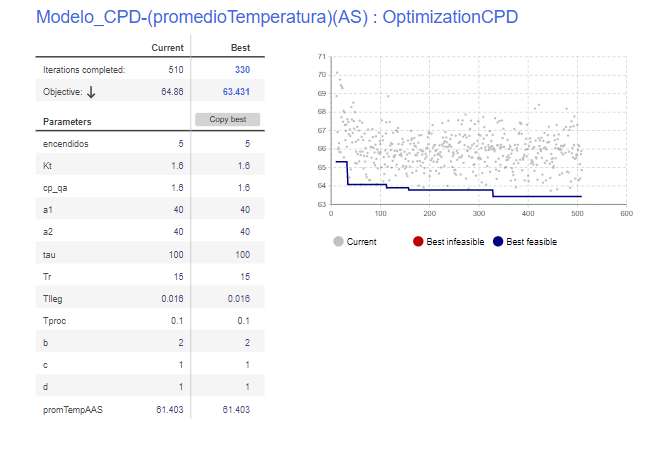 Modelo_CPD-(promedioTemperatura)(AS) : OptimizationCPD
Current Best
Iterations completed: 510 330
Objective: 64.86 63.431
Parameters Copy best
encendidos 5 5
Kt 1.6 1.6
cp_qa 1.6 1.6
a1 40 40
a2 40 40
tau 100 100
Tr 15 15
Tlleg 0.016 0.016
Tproc 0.1 0.1
b 2 2
c 1 1
d 1 1
promTempAAS 61.403 61.403
71
70
69
68
67
66
65
64
63
0 100 200 300 400 500 600
Current Best infeasible Best feasible